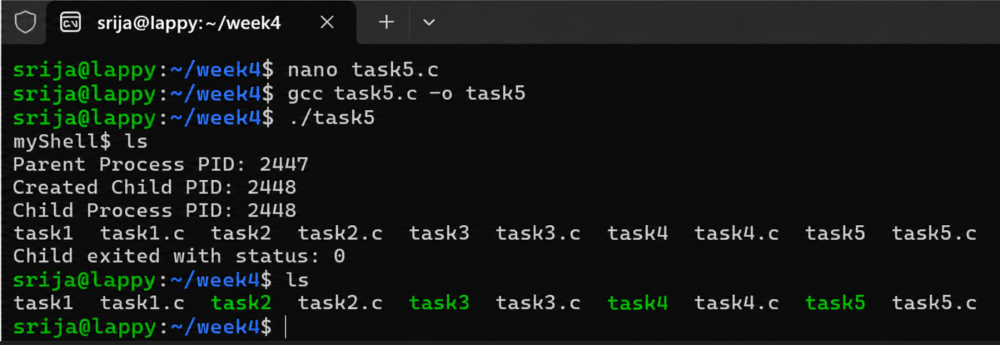 srija@lappy:~/week4
srija@lappy:~/week4$ nano task5.c
srija@lappy:~/week4$ gcc task5.c -o task5
srija@lappy:~/week4$ ./task5
myShell$ ls
Parent Process PID: 2447
Created Child PID: 2448
Child Process PID: 2448
task1  task1.c  task2  task2.c  task3  task3.c  task4  task4.c  task5  task5.c
Child exited with status: 0
srija@lappy:~/week4$ ls
task1  task1.c  task2  task2.c  task3  task3.c  task4  task4.c  task5  task5.c
srija@lappy:~/week4$